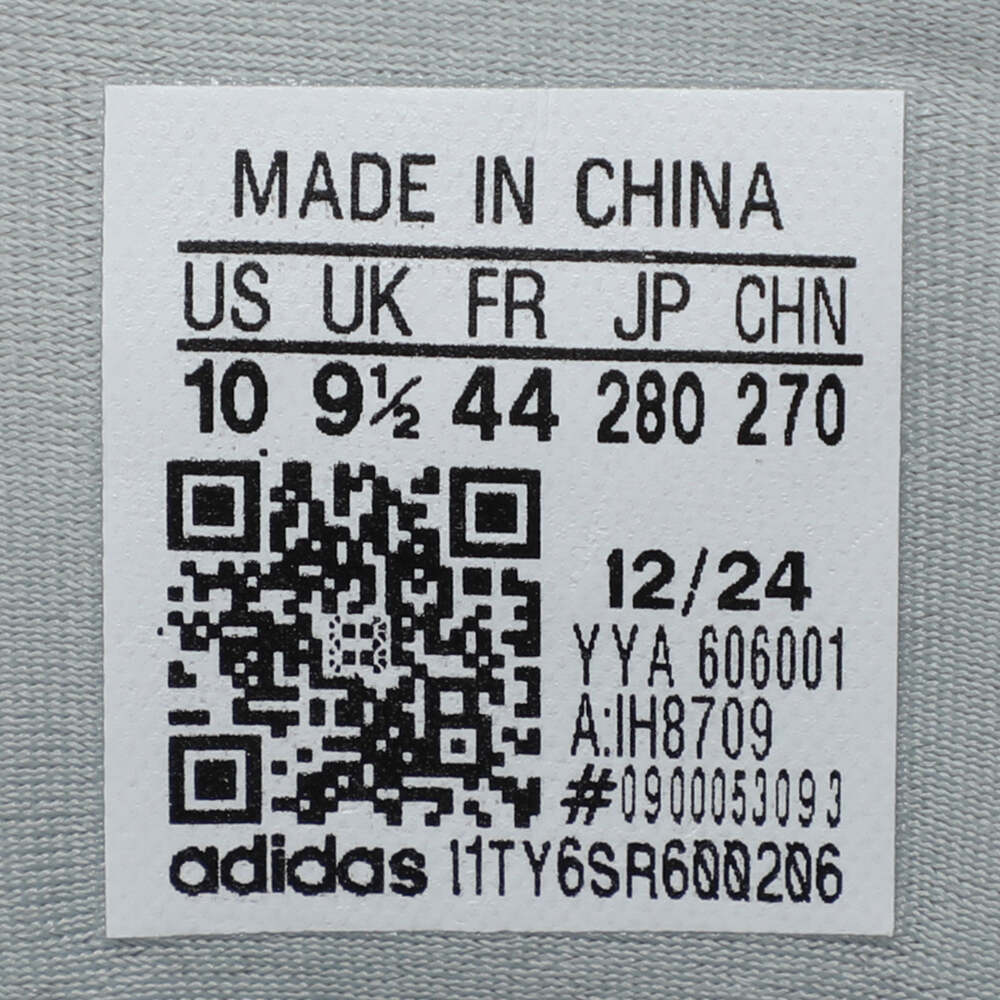 MADE IN CHINA
US UK FR JP CHN
10 9½ 44 280 270
12/24
YYA 606001
A:IH8709
#0900053093
adidas 11TY6SR600206